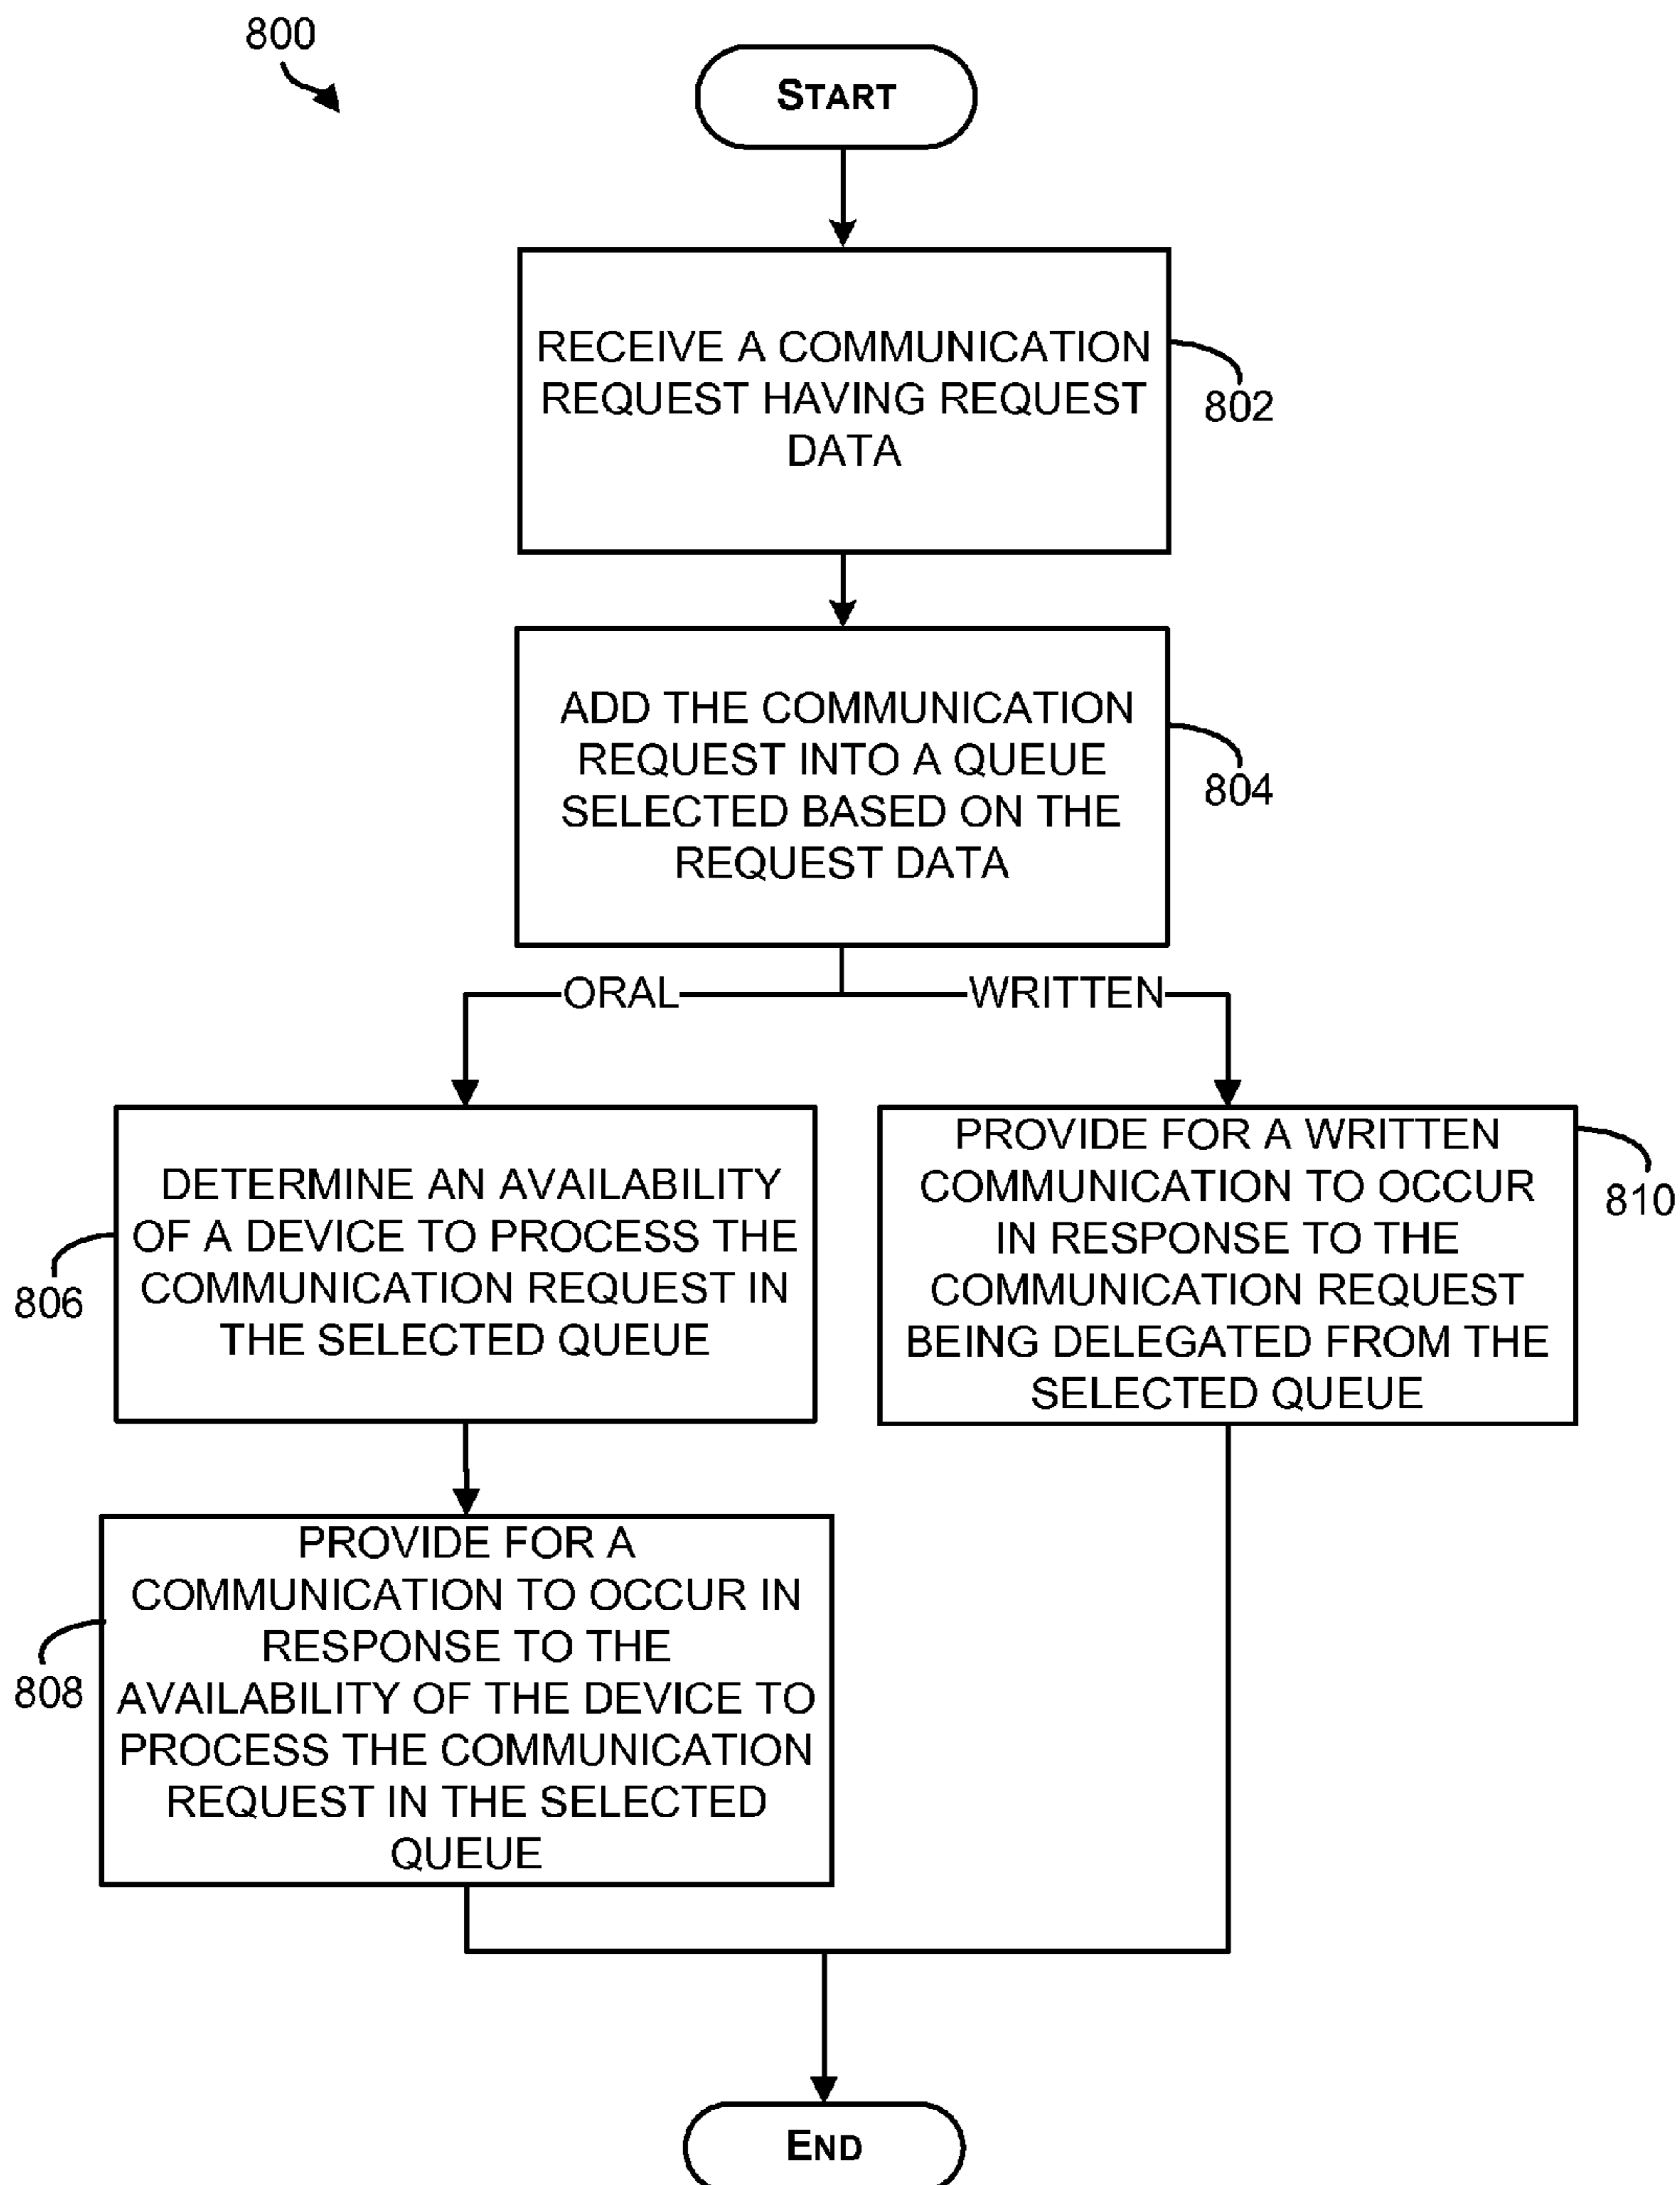 800
START
RECEIVE A COMMUNICATION
REQUEST HAVING REQUEST
DATA
802
ADD THE COMMUNICATION
REQUEST INTO A QUEUE
SELECTED BASED ON THE
REQUEST DATA
804
ORAL
WRITTEN
DETERMINE AN AVAILABILITY
OF A DEVICE TO PROCESS THE
COMMUNICATION REQUEST IN
THE SELECTED QUEUE
806
PROVIDE FOR A WRITTEN
COMMUNICATION TO OCCUR
IN RESPONSE TO THE
COMMUNICATION REQUEST
BEING DELEGATED FROM THE
SELECTED QUEUE
810
PROVIDE FOR A
COMMUNICATION TO OCCUR IN
RESPONSE TO THE
AVAILABILITY OF THE DEVICE TO
PROCESS THE COMMUNICATION
REQUEST IN THE SELECTED
QUEUE
808
END